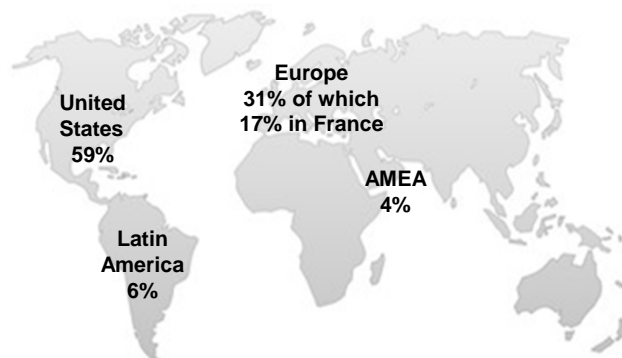 United
States
59%
Europe
31% of which
17% in France
AMEA
4%
Latin
America
6%